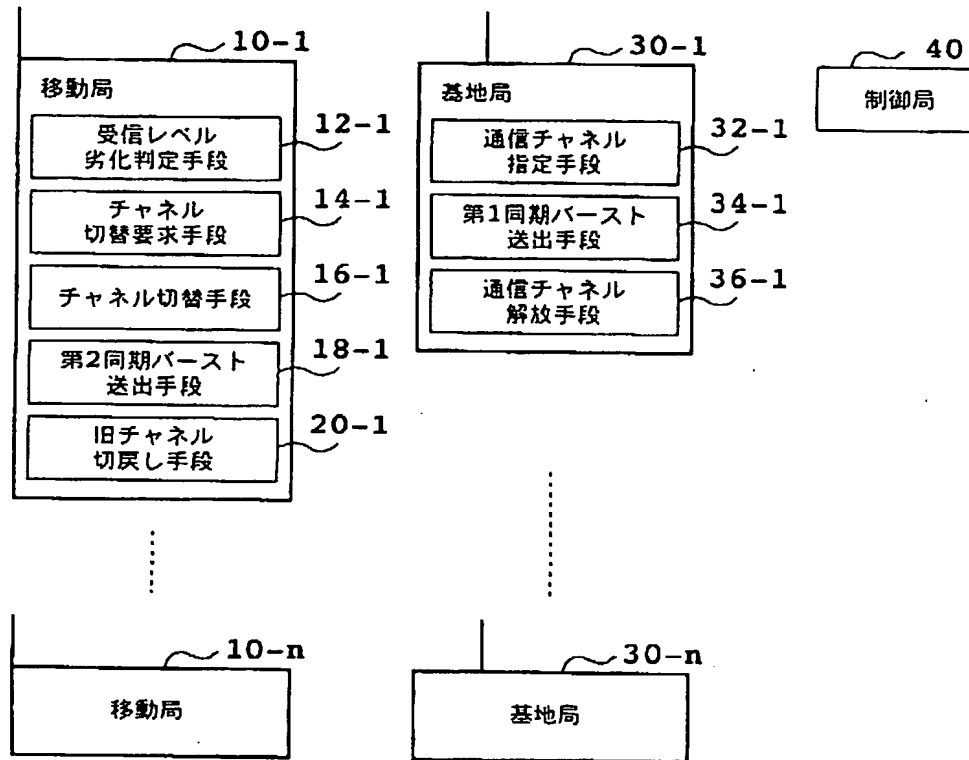 10-1
移動局
受信レベル
劣化判定手段
12-1
チャネル
切替要求手段
14-1
チャネル切替手段
16-1
第2同期バースト
送出手段
18-1
旧チャネル
切戻し手段
20-1
30-1
基地局
通信チャネル
指定手段
32-1
第1同期バースト
送出手段
34-1
通信チャネル
解放手段
36-1
40
制御局
10-n
移動局
30-n
基地局